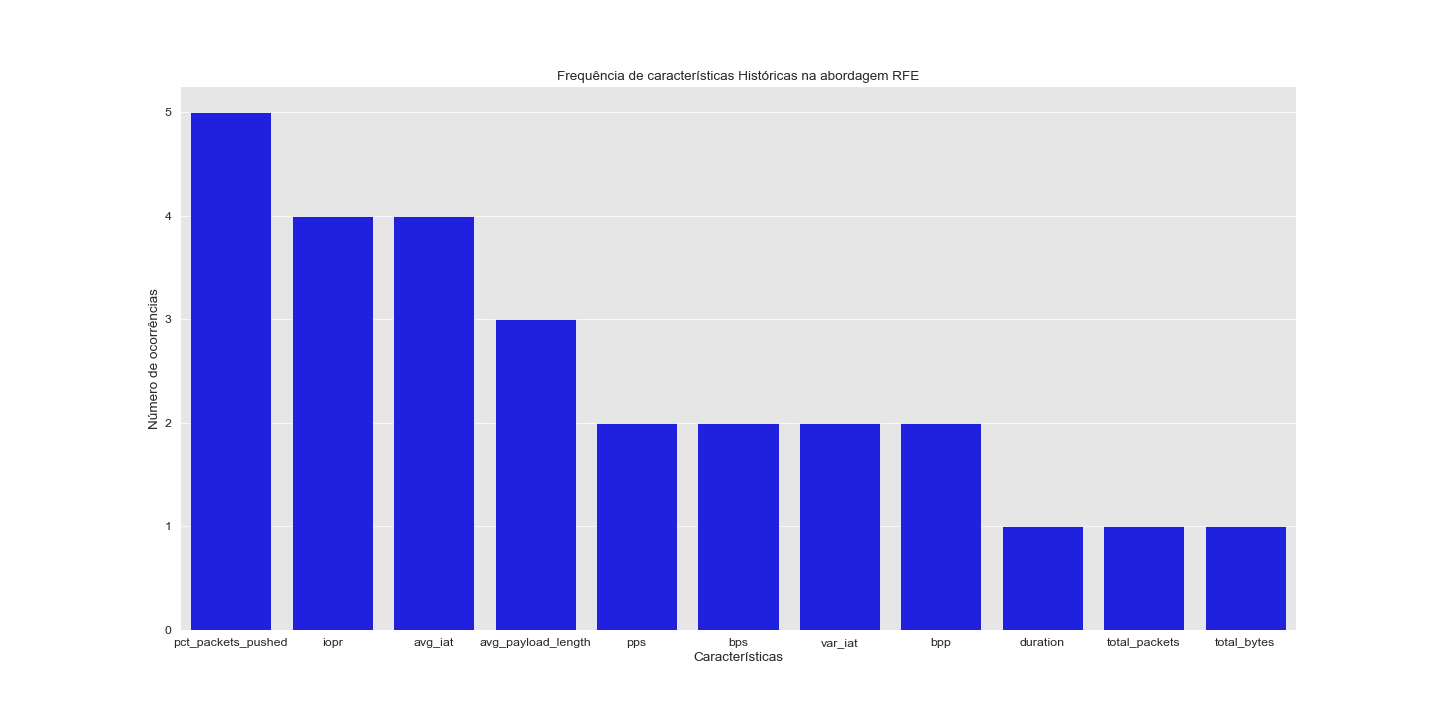 Frequência de características Históricas na abordagem RFE
5
4
3
2
1
0
Número de ocorrências
pct_packets_pushed iopr avg_iat avg_payload_length pps bps var_iat bpp duration total_packets total_bytes
Características